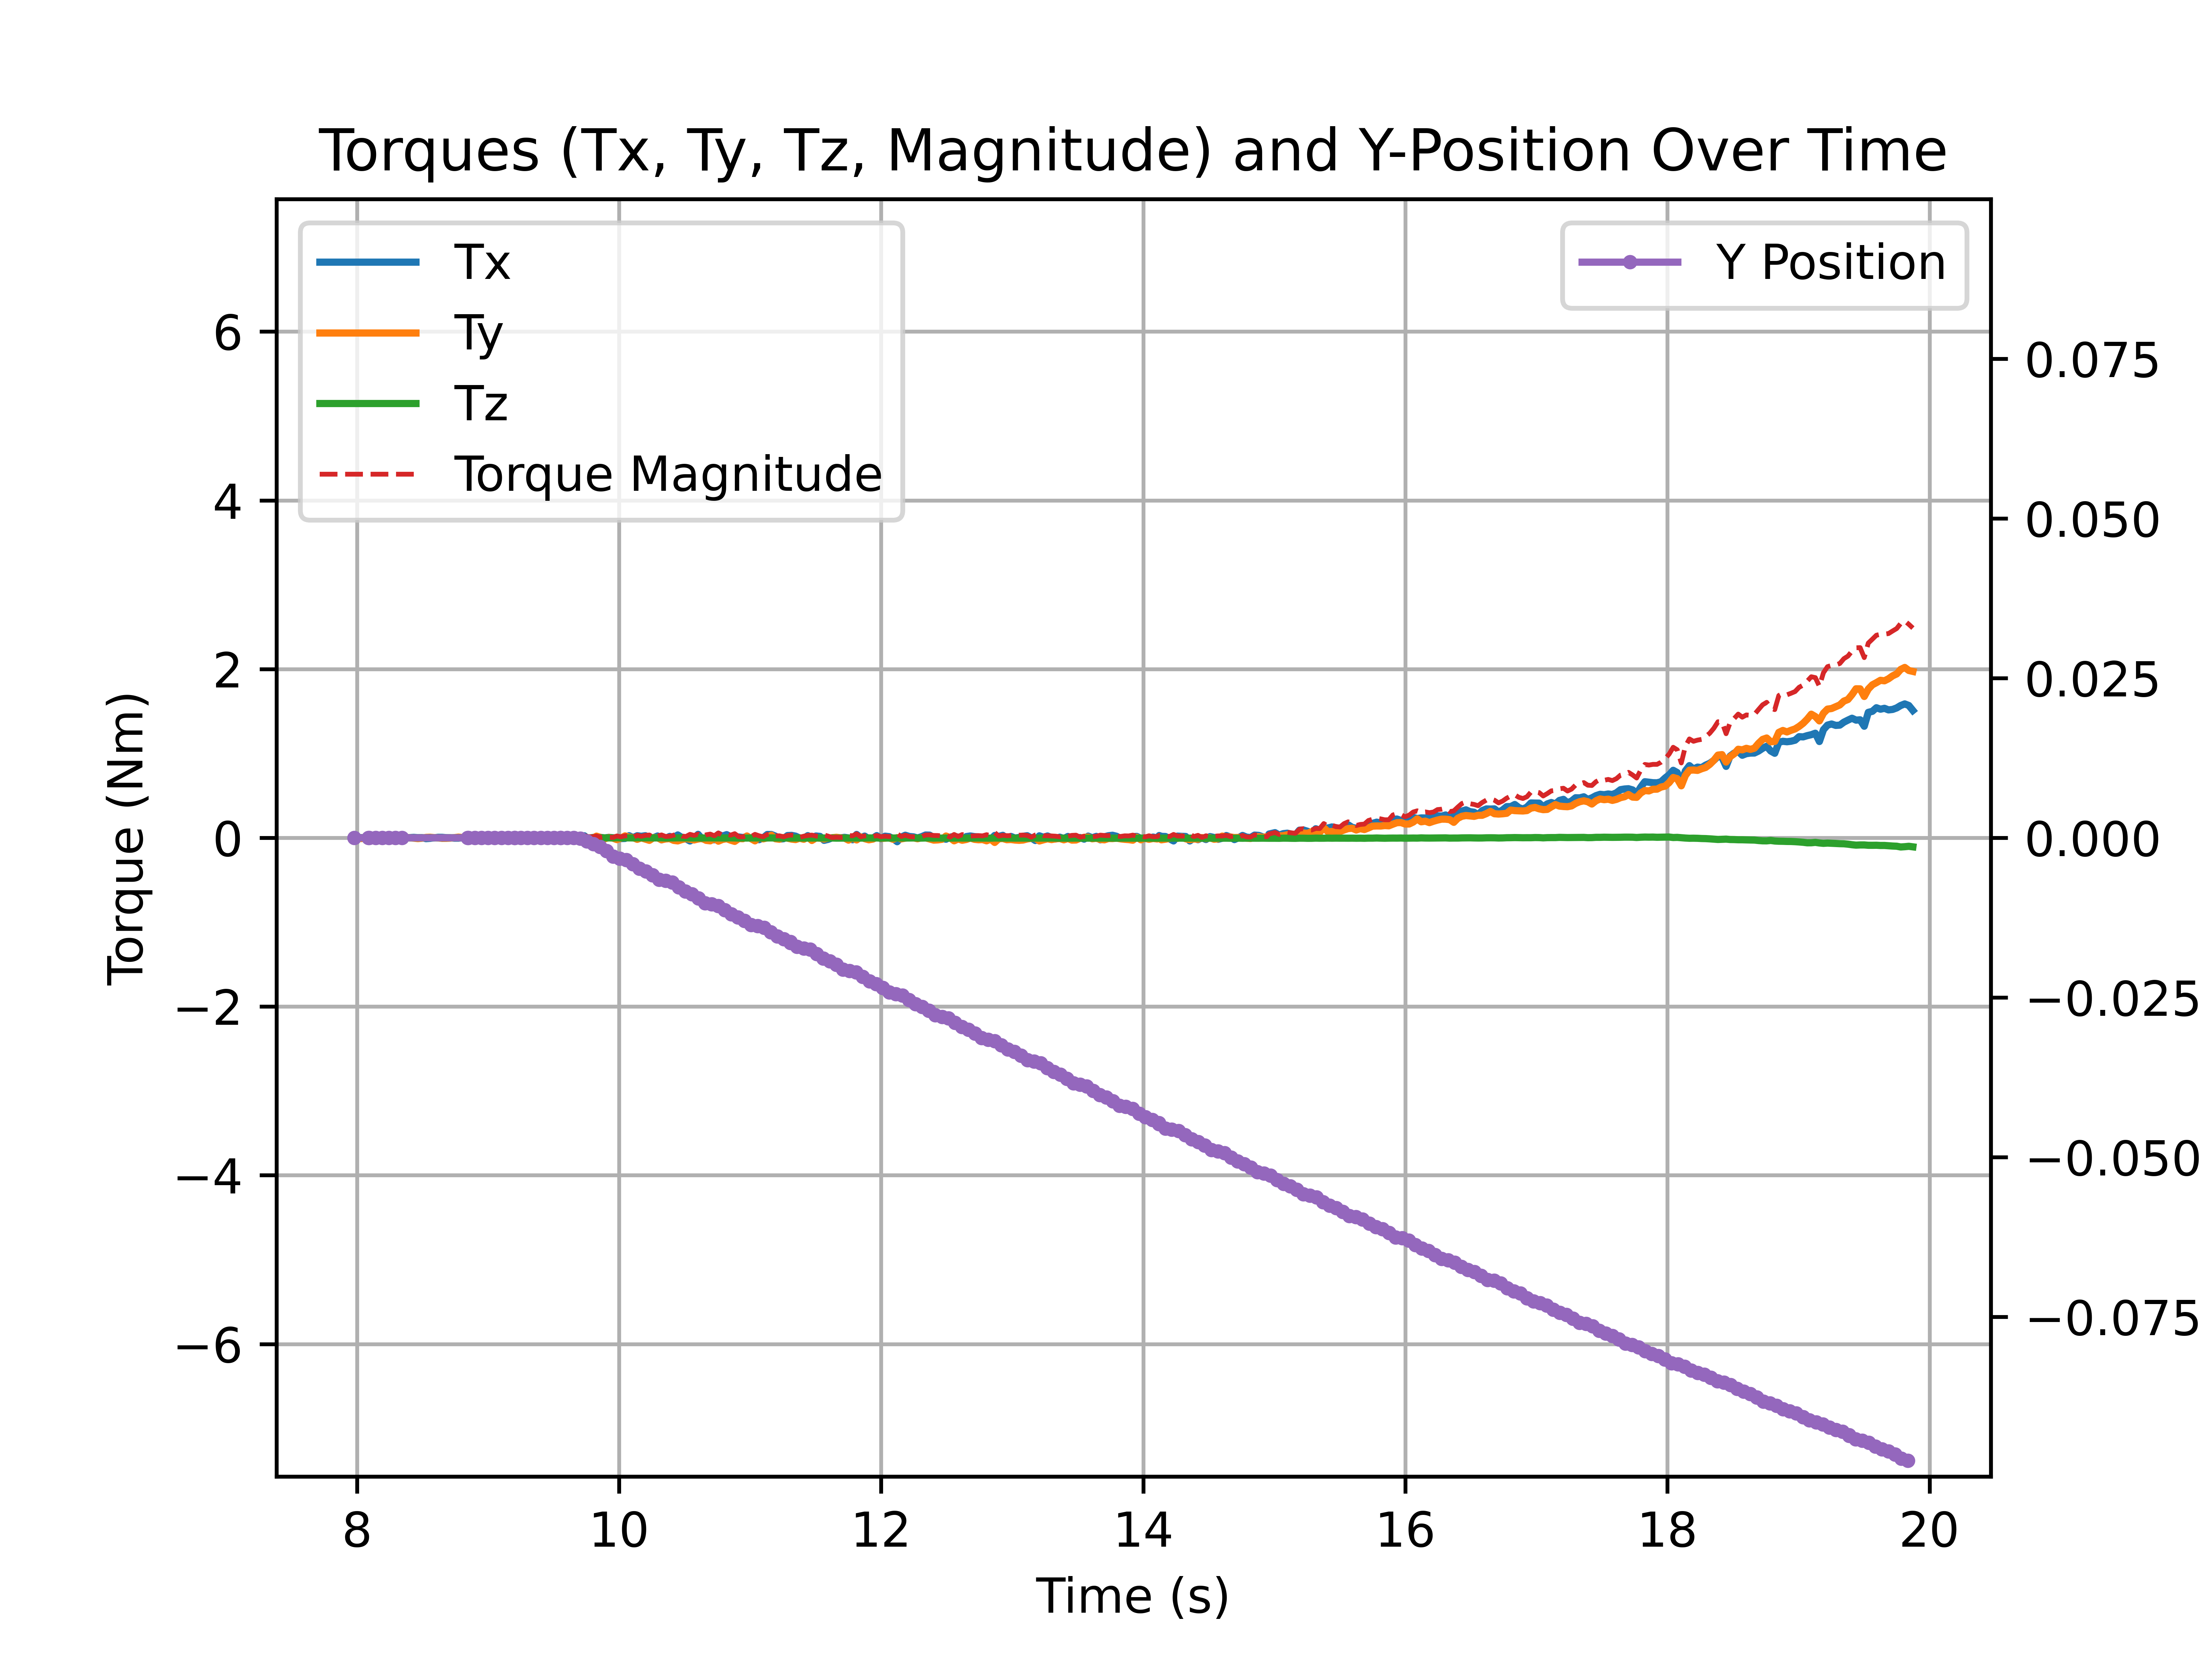 Torques (Tx, Ty, Tz, Magnitude) and Y-Position Over Time
Tx
Ty
Tz
Torque Magnitude
Y Position
6
4
2
0
−2
−4
−6
Torque (Nm)
0.075
0.050
0.025
0.000
−0.025
−0.050
−0.075
8 10 12 14 16 18 20
Time (s)